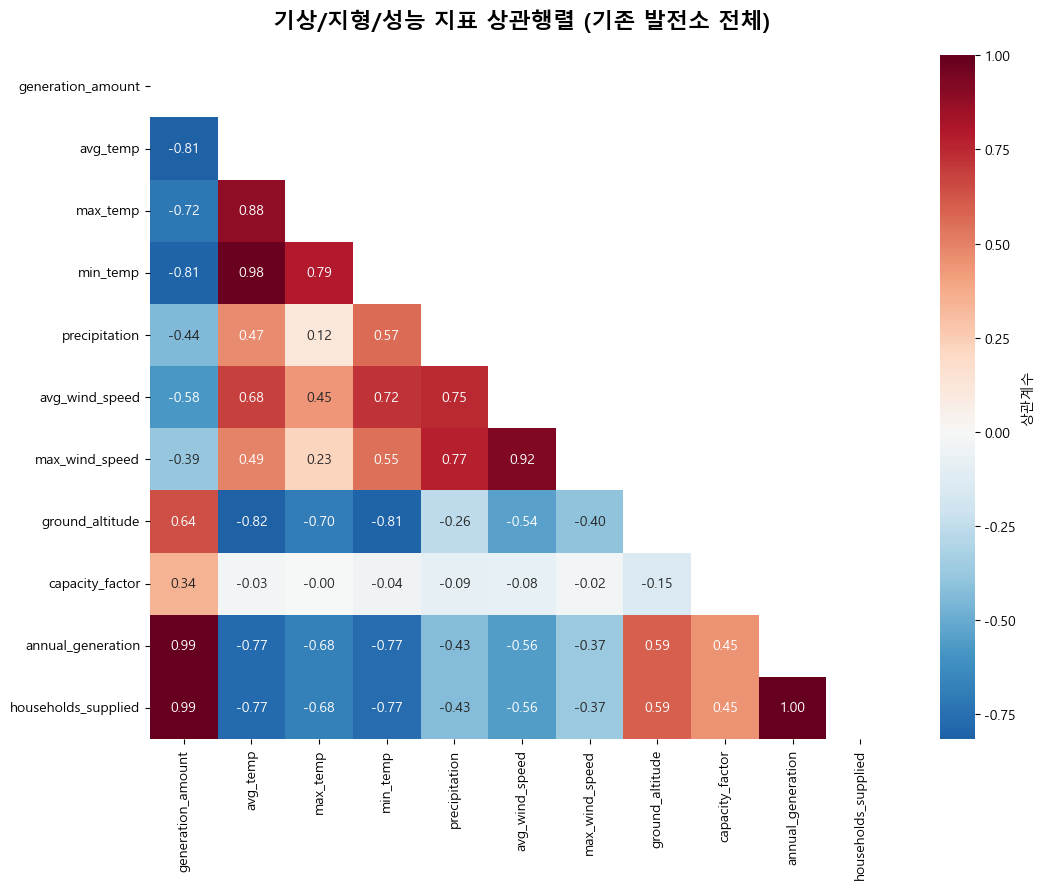 기상/지형/성능 지표 상관행렬 (기존 발전소 전체)
generation_amount
avg_temp -0.81
max_temp -0.72 0.88
min_temp -0.81 0.98 0.79
precipitation -0.44 0.47 0.12 0.57
avg_wind_speed -0.58 0.68 0.45 0.72 0.75
max_wind_speed -0.39 0.49 0.23 0.55 0.77 0.92
ground_altitude 0.64 -0.82 -0.70 -0.81 -0.26 -0.54 -0.40
capacity_factor 0.34 -0.03 -0.00 -0.04 -0.09 -0.08 -0.02 -0.15
annual_generation 0.99 -0.77 -0.68 -0.77 -0.43 -0.56 -0.37 0.59 0.45
households_supplied 0.99 -0.77 -0.68 -0.77 -0.43 -0.56 -0.37 0.59 0.45 1.00
generation_amount
avg_temp
max_temp
min_temp
precipitation
avg_wind_speed
max_wind_speed
ground_altitude
capacity_factor
annual_generation
households_supplied
1.00
0.75
0.50
0.25
0.00
-0.25
-0.50
-0.75
상관계수